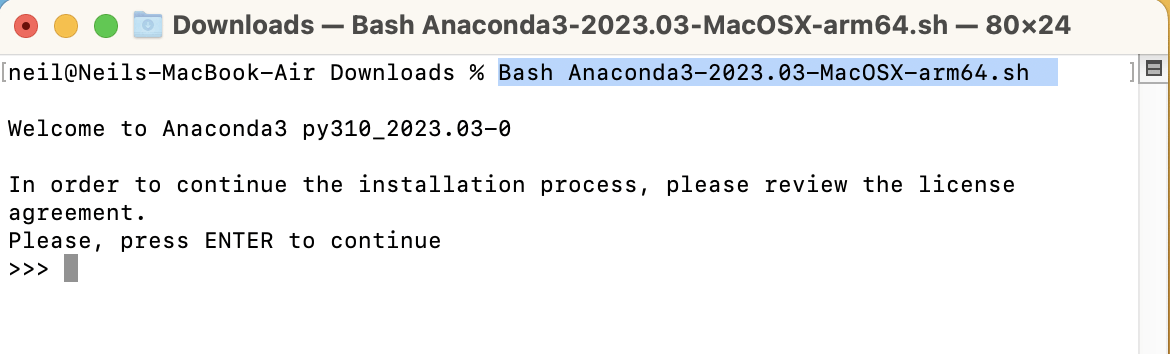 Downloads — Bash Anaconda3-2023.03-MacOSX-arm64.sh — 80×24
[neil@Neils-MacBook-Air Downloads % Bash Anaconda3-2023.03-MacOSX-arm64.sh ]
Welcome to Anaconda3 py310_2023.03-0
In order to continue the installation process, please review the license
agreement.
Please, press ENTER to continue
>>>